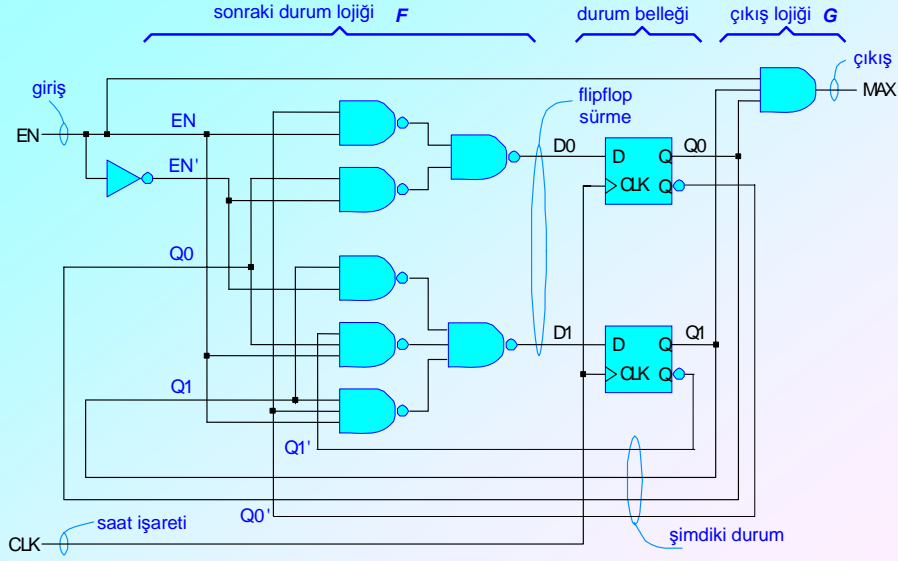 sonraki durum lojiği F
durum belleği
çıkış lojiği G
giriş
çıkış
MAX
flipflop
sürme
EN
EN
EN'
D0
D
Q
Q0
CLK
Q
Q0
D1
D
Q
Q1
CLK
Q
Q1
Q1'
Q0'
saat işareti
şimdiki durum
CLK